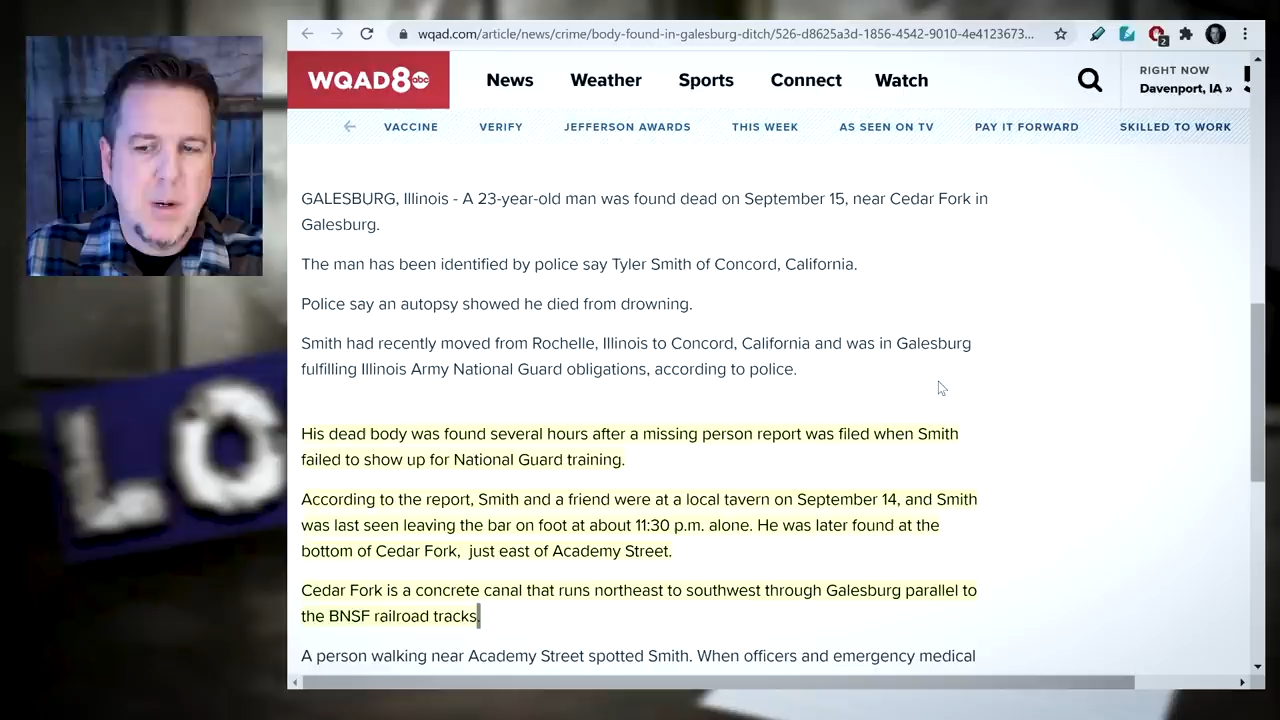 wqad.com/article/news/crime/body-found-in-galesburg-ditch/526-d8625a3d-1856-4542-9010-4e4123673...
2
WQAD8 abc News Weather Sports Connect Watch
RIGHT NOW
Davenport, IA »
VACCINE VERIFY JEFFERSON AWARDS THIS WEEK AS SEEN ON TV PAY IT FORWARD SKILLED TO WORK
GALESBURG, Illinois - A 23-year-old man was found dead on September 15, near Cedar Fork in
Galesburg.
The man has been identified by police say Tyler Smith of Concord, California.
Police say an autopsy showed he died from drowning.
Smith had recently moved from Rochelle, Illinois to Concord, California and was in Galesburg
fulfilling Illinois Army National Guard obligations, according to police.
His dead body was found several hours after a missing person report was filed when Smith
failed to show up for National Guard training.
According to the report, Smith and a friend were at a local tavern on September 14, and Smith
was last seen leaving the bar on foot at about 11:30 p.m. alone. He was later found at the
bottom of Cedar Fork, just east of Academy Street.
Cedar Fork is a concrete canal that runs northeast to southwest through Galesburg parallel to
the BNSF railroad tracks.
A person walking near Academy Street spotted Smith. When officers and emergency medical
LO